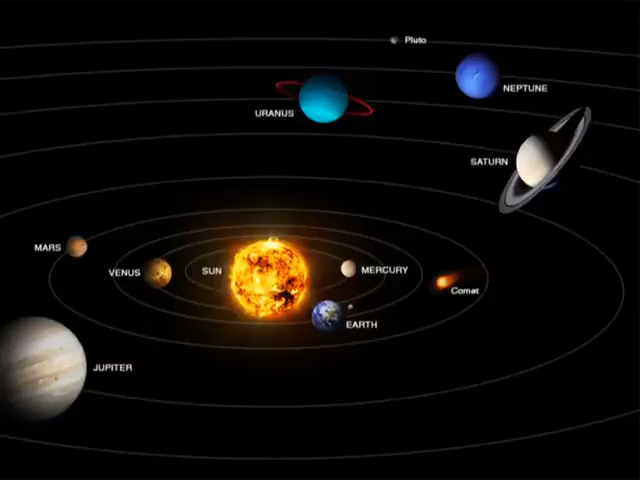 Pluto
NEPTUNE
URANUS
SATURN
MARS
VENUS
SUN
MERCURY
Comet
EARTH
JUPITER